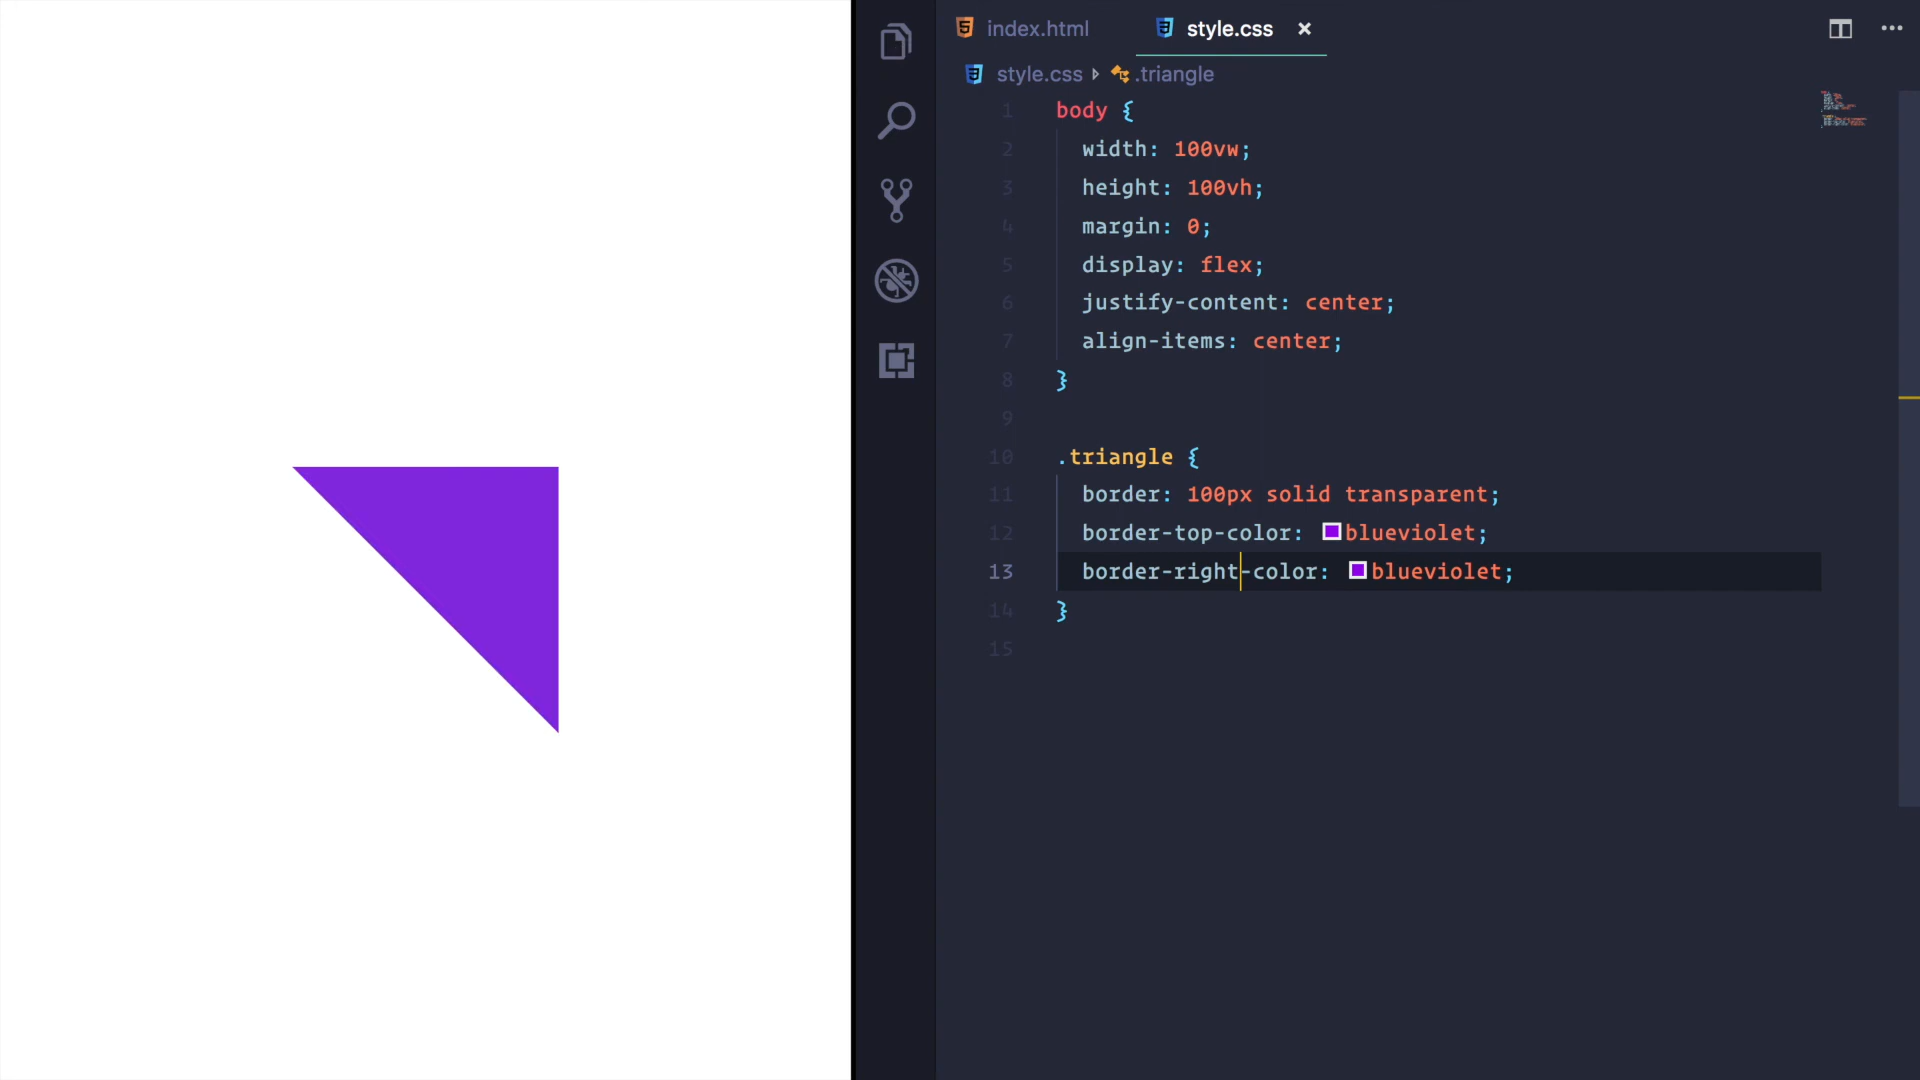 index.html
style.css ×
style.css .triangle
1 body {
2 width: 100vw;
3 height: 100vh;
4 margin: 0;
5 display: flex;
6 justify-content: center;
7 align-items: center;
8 }
9
10 .triangle {
11 border: 100px solid transparent;
12 border-top-color: blueviolet;
13 border-right-color: blueviolet;
14 }
15